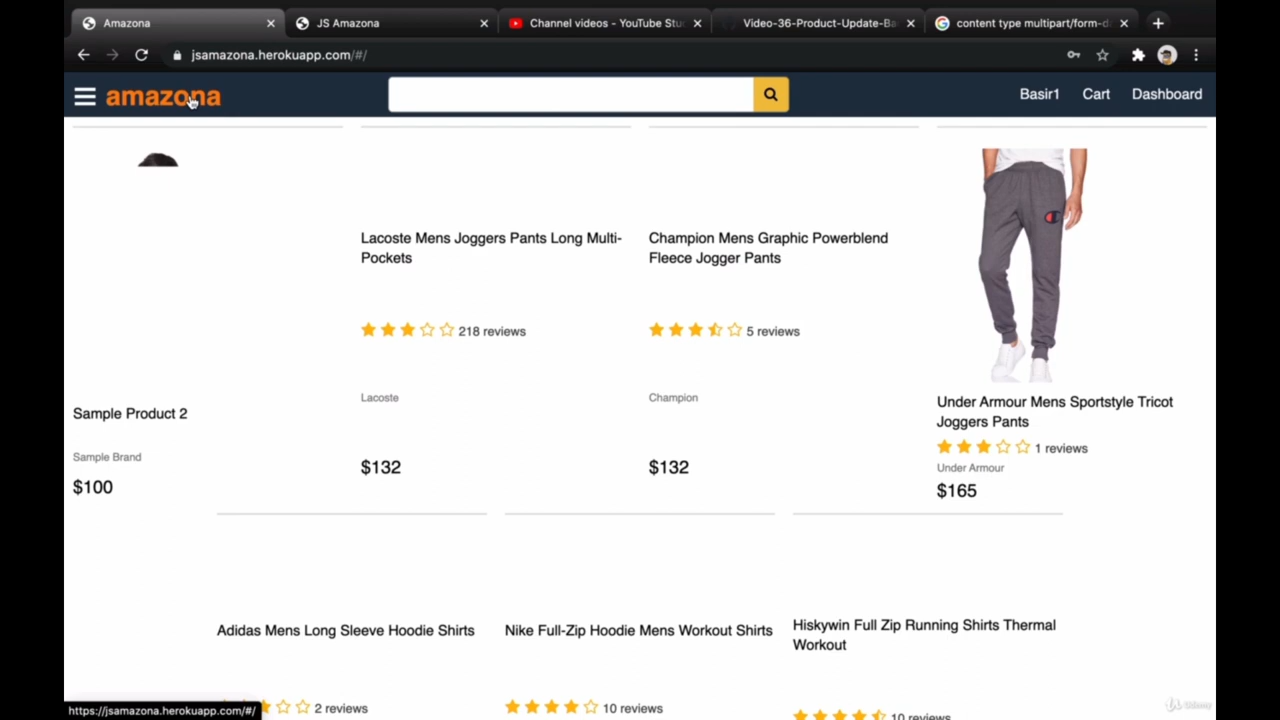 Amazona
JS Amazona
Channel videos - YouTube Stu
Video-36-Product-Update-Ba
content type multipart/form-d
jsamazona.herokuapp.com/#/
amazona
Basir1
Cart
Dashboard
Lacoste Mens Joggers Pants Long Multi-
Pockets
Champion Mens Graphic Powerblend
Fleece Jogger Pants
218 reviews
5 reviews
Sample Product 2
Under Armour Mens Sportstyle Tricot
Joggers Pants
1 reviews
Sample Brand
Lacoste
Champion
Under Armour
$100
$132
$132
$165
Adidas Mens Long Sleeve Hoodie Shirts
Nike Full-Zip Hoodie Mens Workout Shirts
Hiskywin Full Zip Running Shirts Thermal
Workout
2 reviews
10 reviews
10 reviews
https://jsamazona.herokuapp.com/#/
Udemy